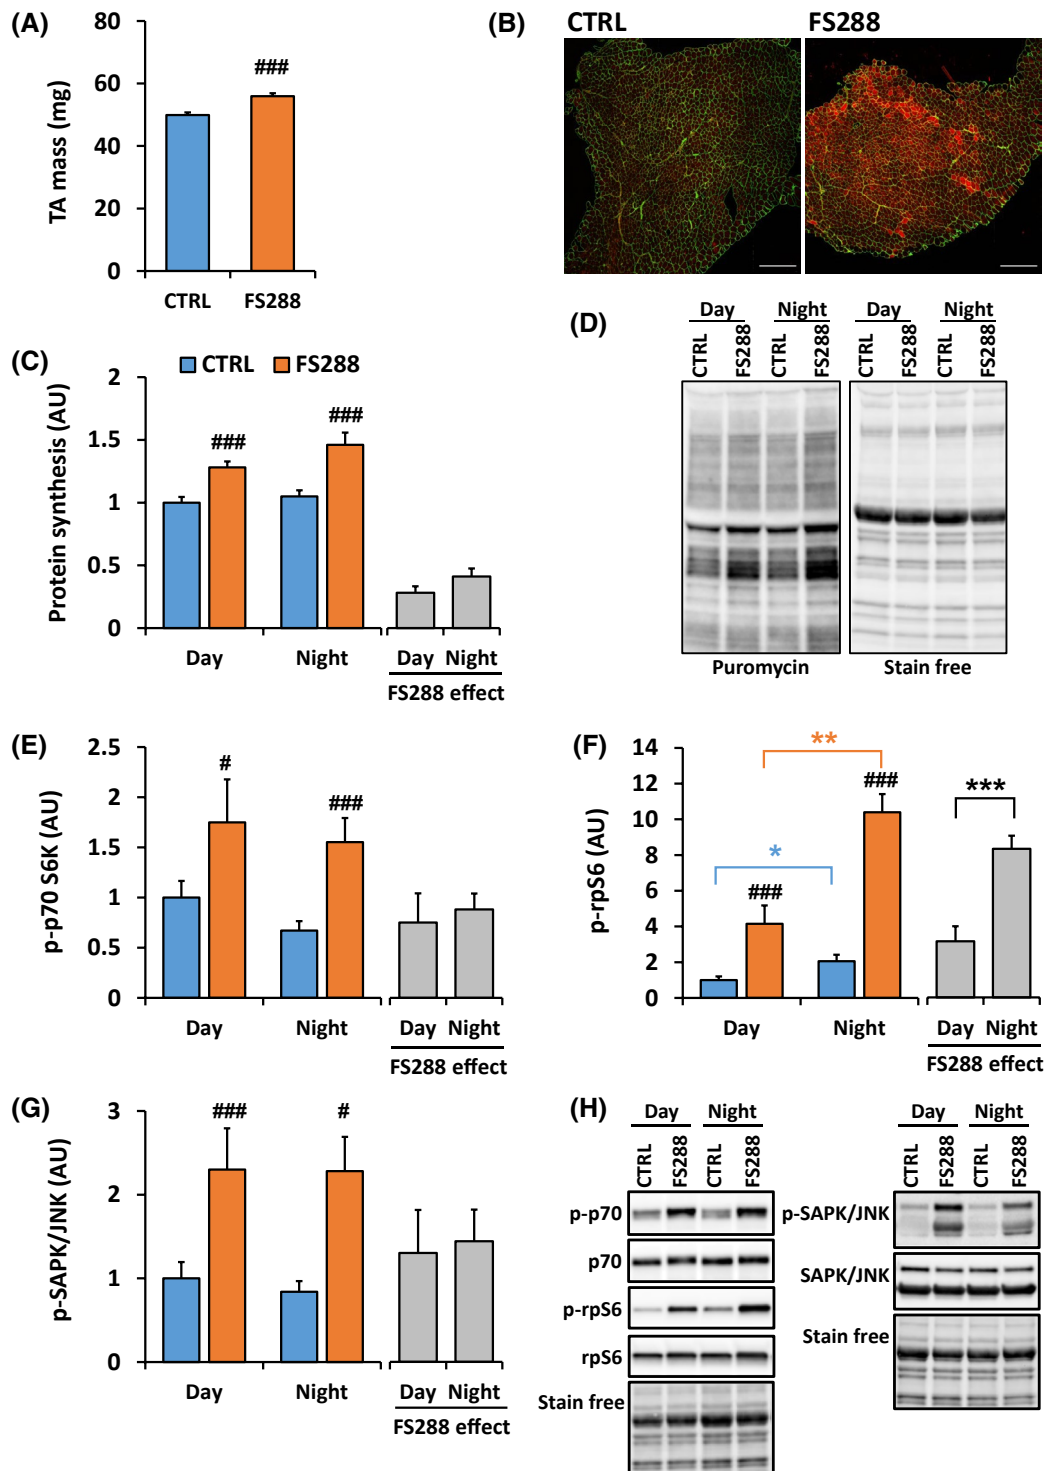 (A)
80
60
40
20
0
TA mass (mg)
###
CTRL FS288
(B)
CTRL FS288
(C)
CTRL FS288
2
1.5
1
0.5
0
Protein synthesis (AU)
###
###
Day Night Day Night
FS288 effect
(D)
Day Night Day Night
CTRL FS288 CTRL FS288 CTRL FS288 CTRL FS288
Puromycin Stain free
(E)
2.5
2
1.5
1
0.5
0
p-p70 S6K (AU)
#
###
Day Night Day Night
FS288 effect
(F)
14
12
10
8
6
4
2
0
p-rpS6 (AU)
**
###
***
*
###
Day Night Day Night
FS288 effect
(G)
3
2
1
0
p-SAPK/JNK (AU)
###
#
Day Night Day Night
FS288 effect
(H)
Day Night
CTRL FS288 CTRL FS288
p-p70
p70
p-rpS6
rpS6
Stain free
Day Night
CTRL FS288 CTRL FS288
p-SAPK/JNK
SAPK/JNK
Stain free